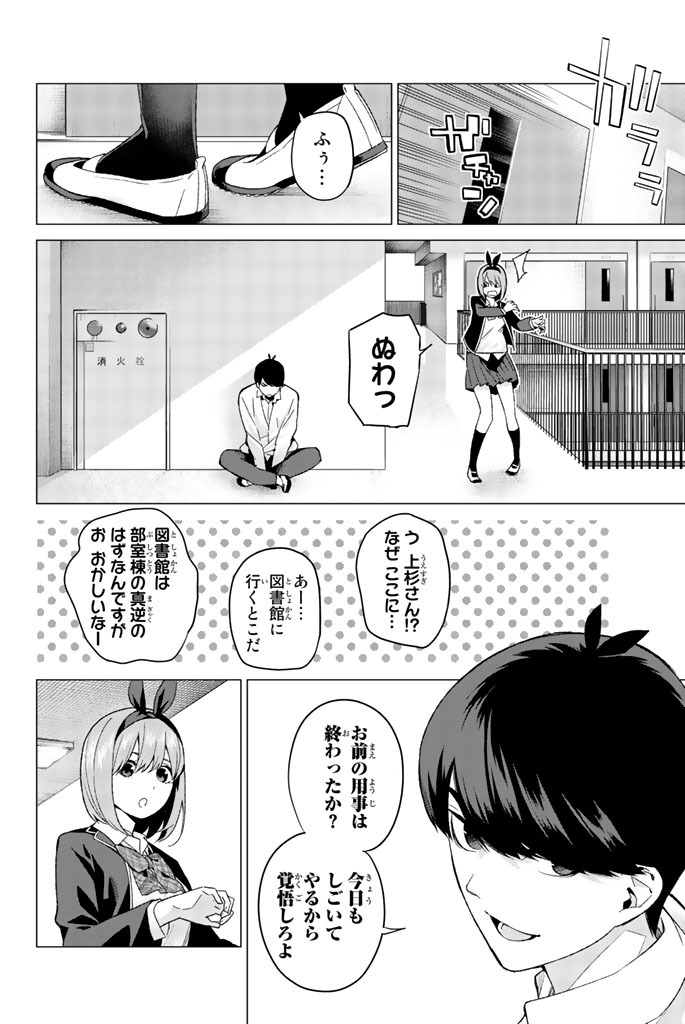 ガラララ
ガチャン
ふぅ…
ぬわっ
消火栓
うっ 上杉さん!?
なぜ ここに…
あー…
図書館に
行くとこだ
図書館は
部室棟の真逆の
はずなんですが
お おかしいなー
お前の用事は
終わったか?
今日も
しごいて
やるから
覚悟しろよ